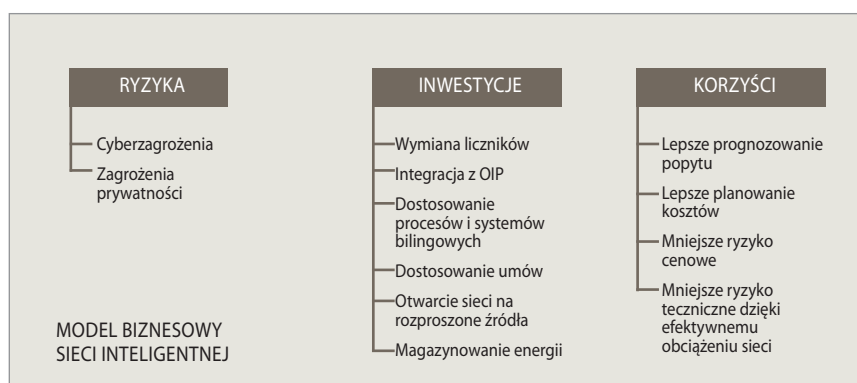 RYZYKA
Cyberzagrożenia
Zagrożenia
prywatności
INWESTYCJE
Wymiana liczników
Integracja z OIP
Dostosowanie
procesów i systemów
bilingowych
Dostosowanie umów
Otwarcie sieci na
rozproszone źródła
Magazynowanie energii
KORZYŚCI
Lepsze prognozowanie
popytu
Lepsze planowanie
kosztów
Mniejsze ryzyko
cenowe
Mniejsze ryzyko
teczniczne dzięki
efektywnemu
obciążeniu sieci
MODEL BIZNESOWY
SIECI INTELIGENTNEJ